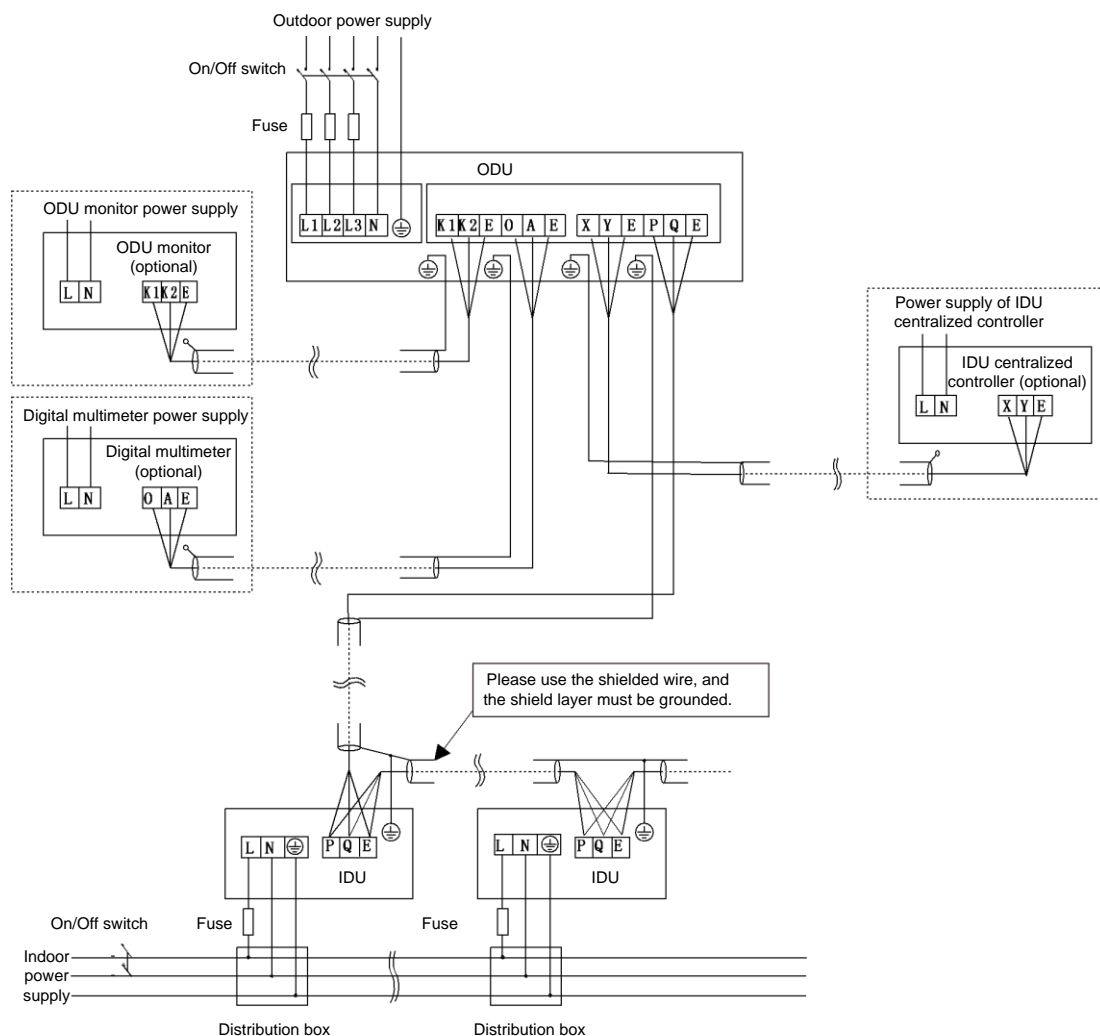 Outdoor power supply
On/Off switch
Fuse
ODU
L1 L2 L3 N
K1 K2 E O A E
X Y E P Q E
ODU monitor power supply
ODU monitor
(optional)
L N
K1 K2 E
Digital multimeter power supply
Digital multimeter
(optional)
L N
O A E
Power supply of IDU
centralized controller
IDU centralized
controller (optional)
L N
X Y E
Please use the shielded wire, and
the shield layer must be grounded.
L N
P Q E
IDU
L N
P Q E
IDU
On/Off switch
Fuse
Fuse
Indoor
power
supply
Distribution box
Distribution box